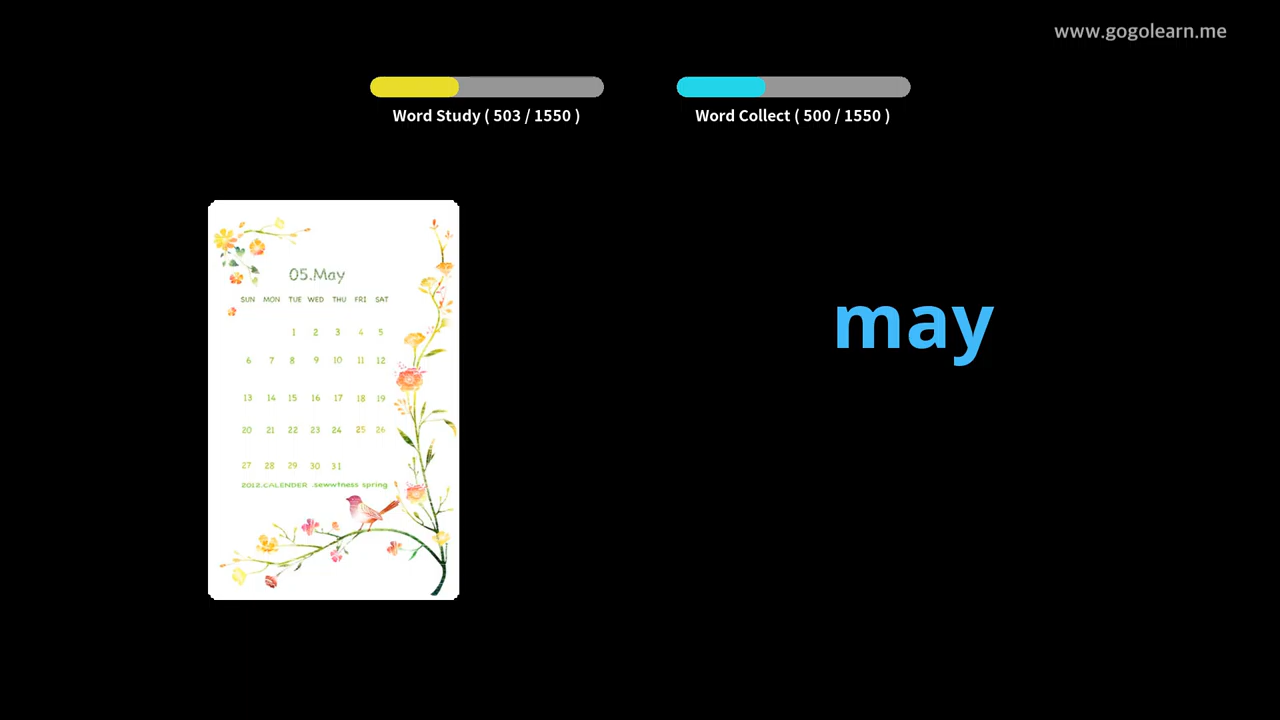 www.gogolearn.me
Word Study ( 503 / 1550 )
Word Collect ( 500 / 1550 )
05.May
SUN MON TUE WED THU FRI SAT
1 2 3 4 5
6 7 8 9 10 11 12
13 14 15 16 17 18 19
20 21 22 23 24 25 26
27 28 29 30 31
2012.CALENDER .sewwtness spring
may